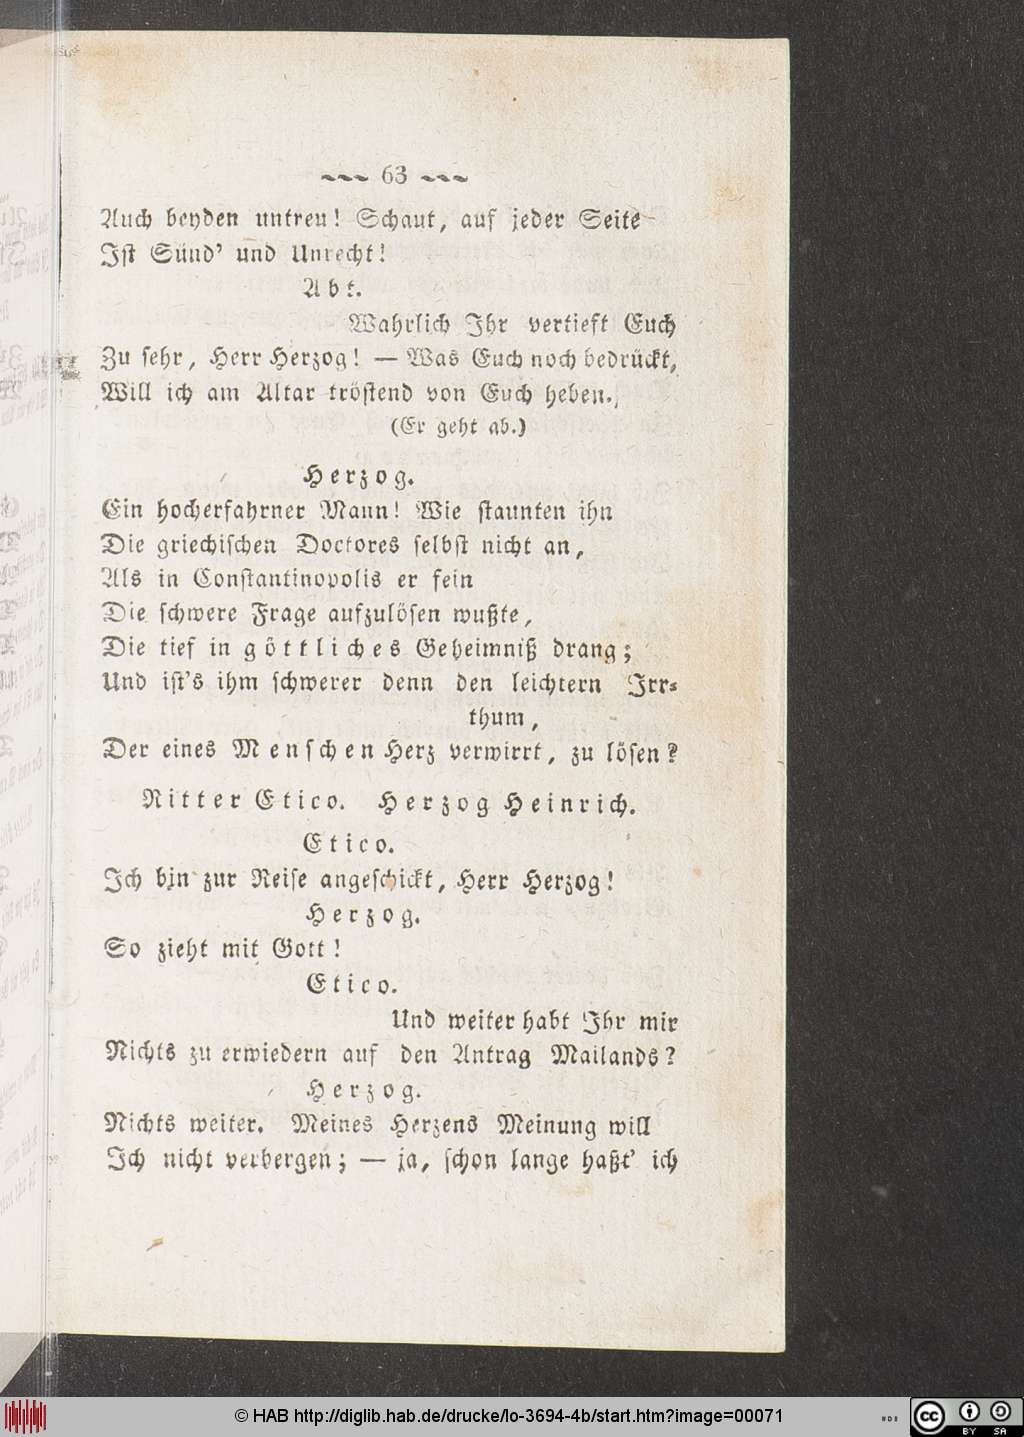 ~~~ 63 ~~~
Auch beyden untreu! Schaut, auf jeder Seite
Ist Sünd' und Unrecht!
Abt.
Wahrlich Ihr vertieft Euch
Zu sehr, Herr Herzog! — Was Euch noch bedrückt,
Will ich am Altar tröstend von Euch heben.
(Er geht ab.)
Herzog.
Ein hocherfahrner Mann! Wie staunten ihn
Die griechischen Doctores selbst nicht an,
Als in Constantinopolis er fein
Die schwere Frage aufzulösen wußte,
Die tief in göttliches Geheimniß drang;
Und ist's ihm schwerer denn den leichtern Irr-
thum,
Der eines Menschen Herz verwirrt, zu lösen?
Ritter Etico. Herzog Heinrich.
Etico.
Ich bin zur Reise angeschickt, Herr Herzog!
Herzog.
So zieht mit Gott!
Etico.
Und weiter habt Ihr mir
Nichts zu erwiedern auf den Antrag Mailands?
Herzog.
Nichts weiter. Meines Herzens Meinung will
Ich nicht verbergen; — ja, schon lange haßt' ich
© HAB http://diglib.hab.de/drucke/lo-3694-4b/start.htm?image=00071
cc BY SA